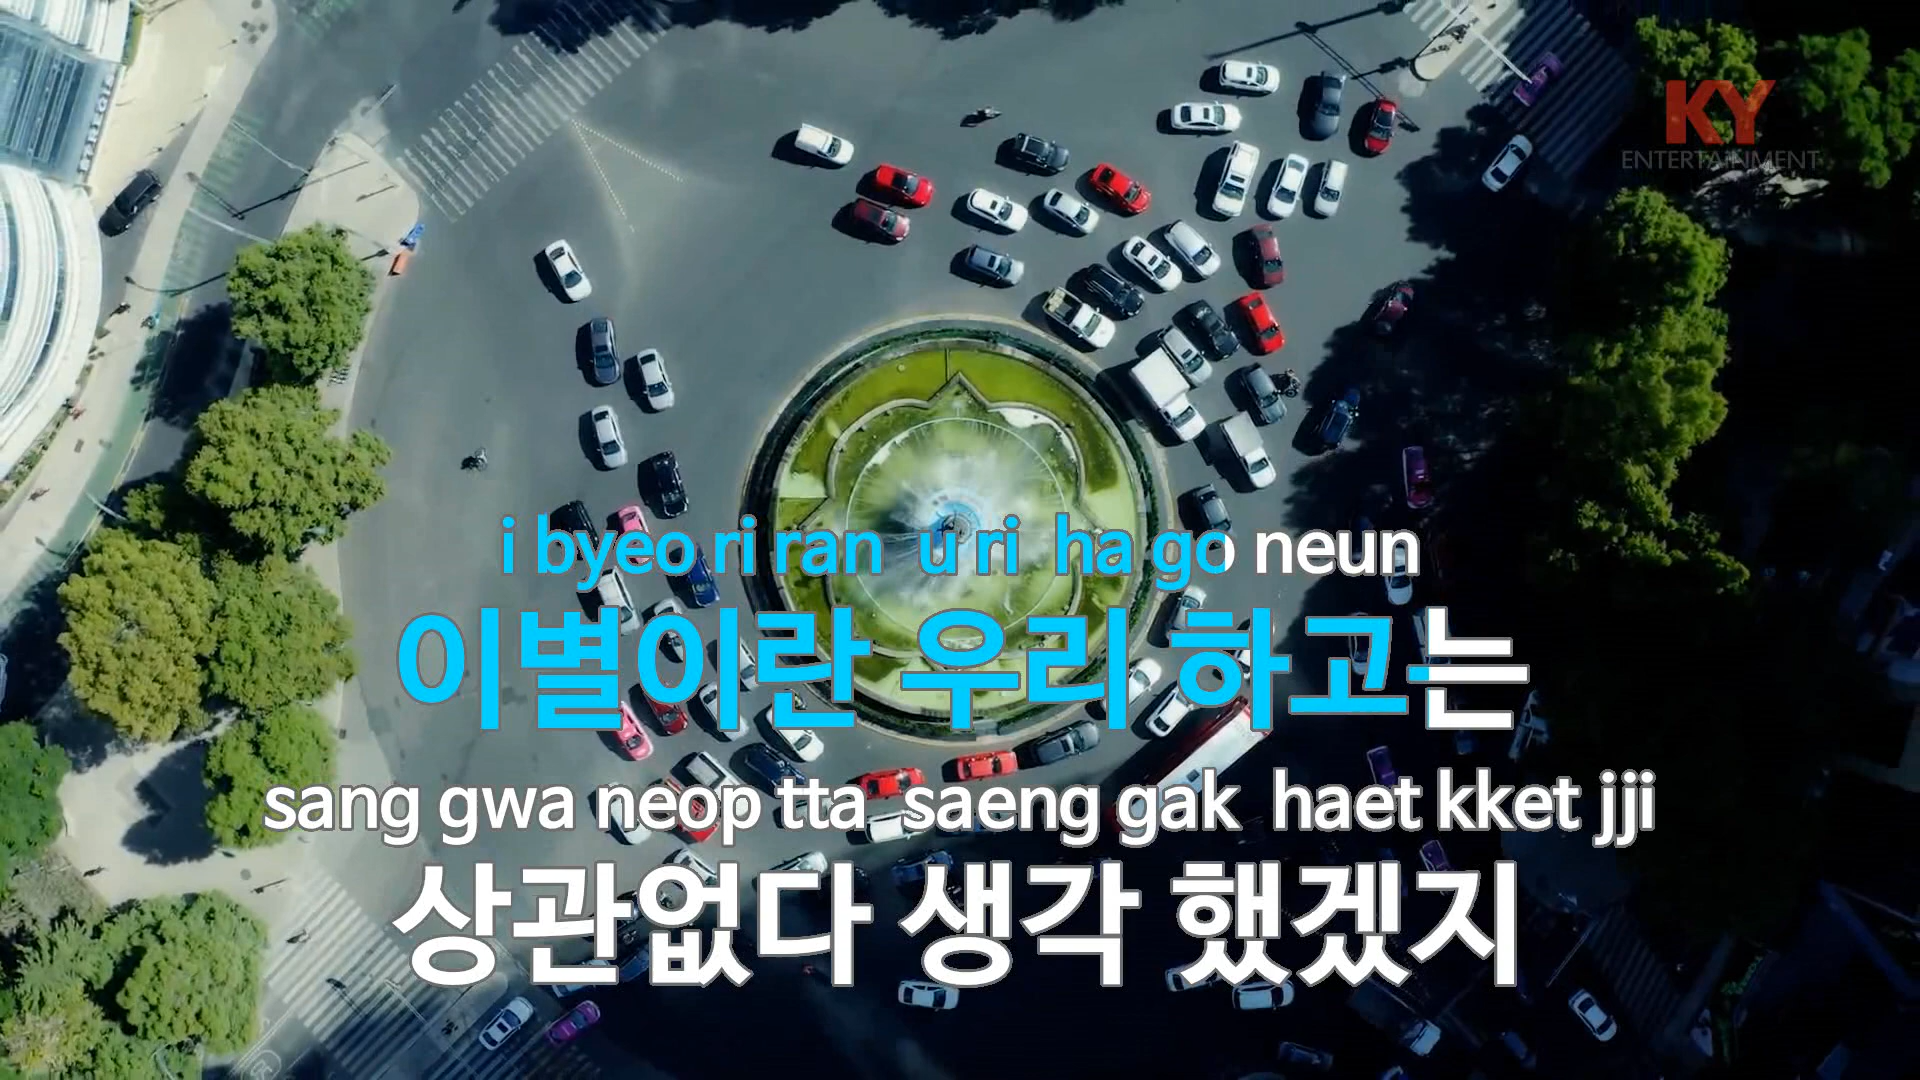 KY
ENTERTAINMENT
i byeo ri ran u ri ha go neun
이별이란 우리 하고는
sang gwa neop tta saeng gak haet kket jji
상관없다 생각 했겠지